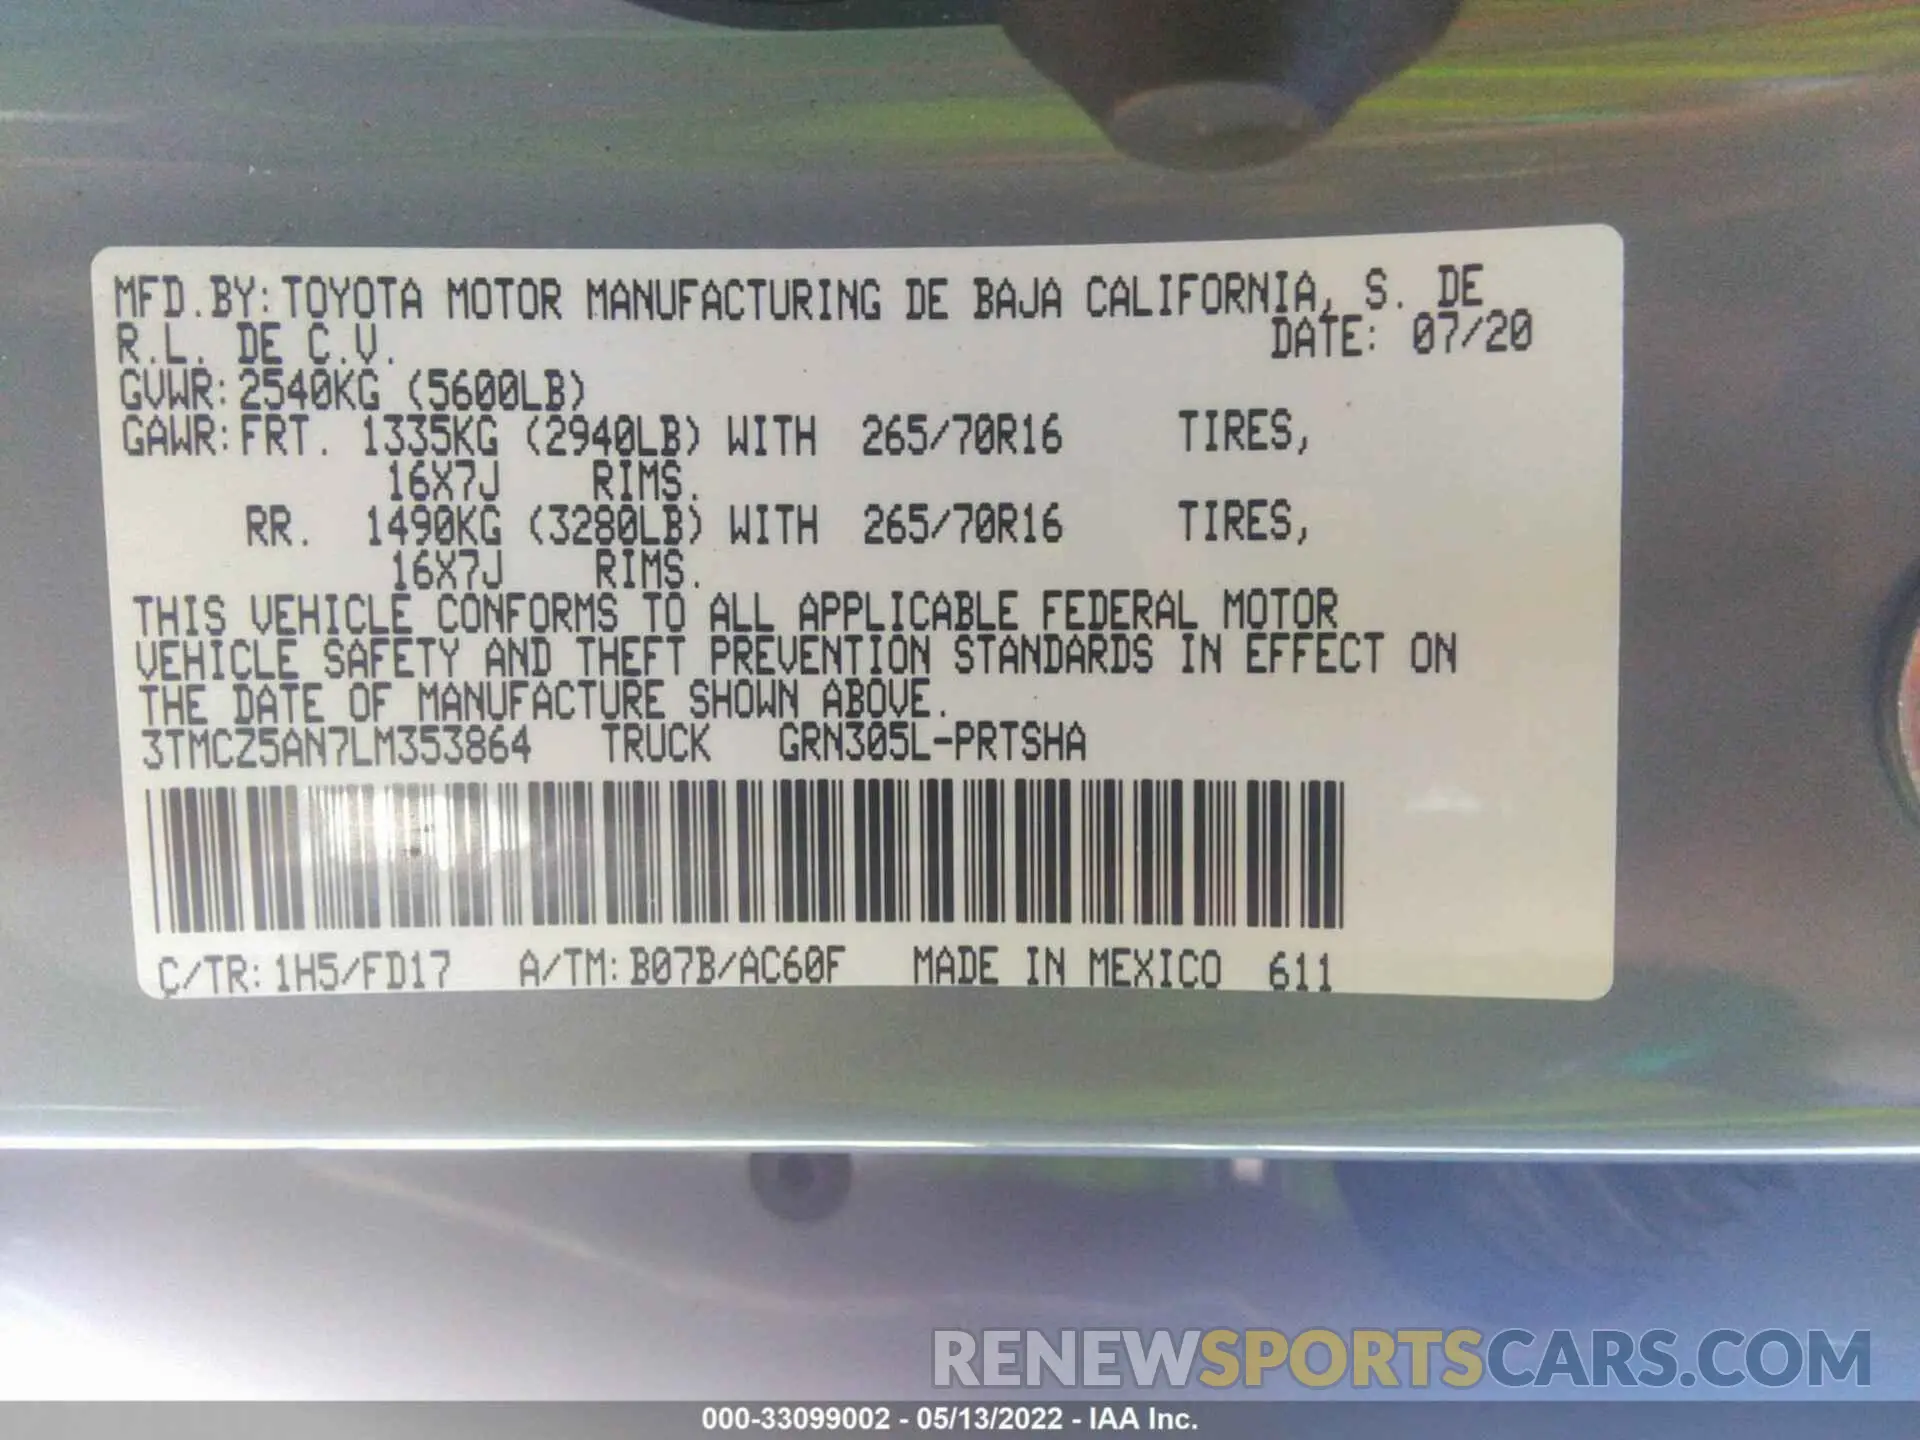 MFD.BY:TOYOTA MOTOR MANUFACTURING DE BAJA CALIFORNIA, S. DE
R.L. DE C.V. DATE: 07/20
GVWR:2540KG (5600LB)
GAWR:FRT. 1335KG (2940LB) WITH 265/70R16 TIRES,
16X7J RIMS.
RR. 1490KG (3280LB) WITH 265/70R16 TIRES,
16X7J RIMS.
THIS VEHICLE CONFORMS TO ALL APPLICABLE FEDERAL MOTOR
VEHICLE SAFETY AND THEFT PREVENTION STANDARDS IN EFFECT ON
THE DATE OF MANUFACTURE SHOWN ABOVE.
3TMCZ5AN7LM353864 TRUCK GRN305L-PRTSHA
C/TR:1H5/FD17 A/TM:B07B/AC60F MADE IN MEXICO 611
RENEWSPORTSCARS.COM
000-33099002 - 05/13/2022 - IAA Inc.